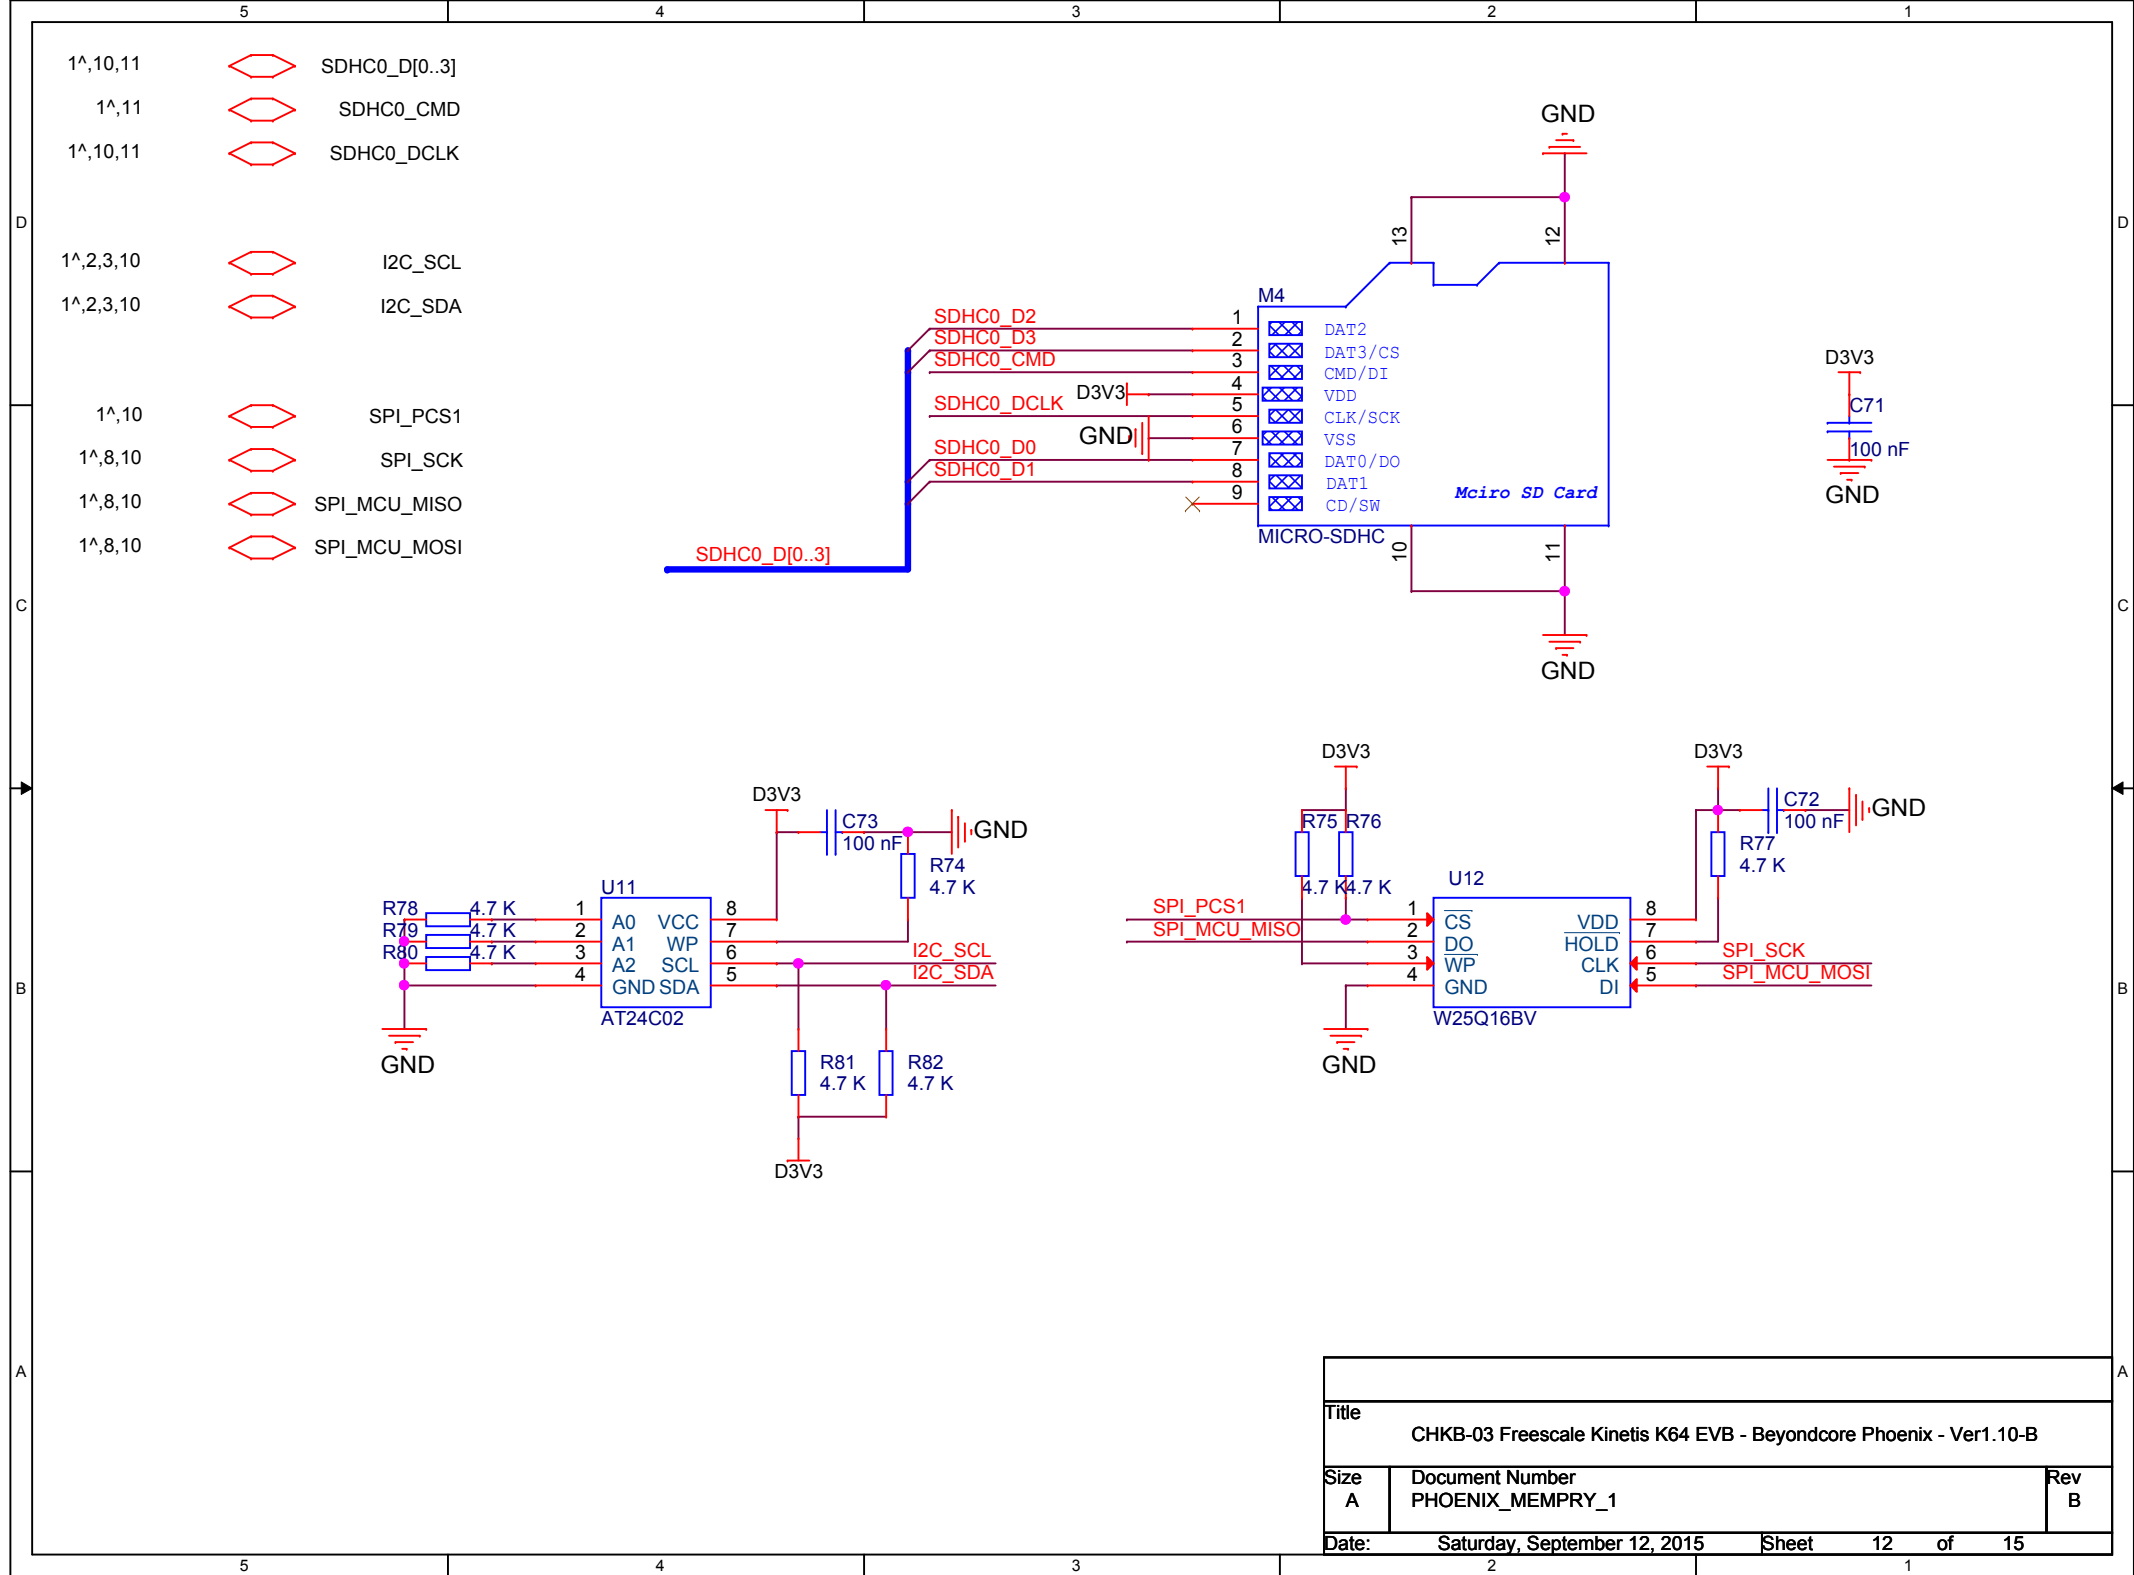 5 4 3 2 1
1^,10,11 SDHC0_D[0..3]
1^,11 SDHC0_CMD
1^,10,11 SDHC0_DCLK
1^,2,3,10 I2C_SCL
1^,2,3,10 I2C_SDA
1^,10 SPI_PCS1
1^,8,10 SPI_SCK
1^,8,10 SPI_MCU_MISO
1^,8,10 SPI_MCU_MOSI
D D
C C
B B
A A
GND
13 12
M4
SDHC0_D2 1 DAT2
SDHC0_D3 2 DAT3/CS
SDHC0_CMD 3 CMD/DI
D3V3 4 VDD
SDHC0_DCLK 5 CLK/SCK
GND 6 VSS
SDHC0_D0 7 DAT0/DO
SDHC0_D1 8 DAT1
9 CD/SW
Mciro SD Card
MICRO-SDHC
10 11
GND
SDHC0_D[0..3]
D3V3
C71
100 nF
GND
D3V3
C73
100 nF
GND
R74
4.7 K
U11
R78 4.7 K 1 A0 VCC 8
R79 4.7 K 2 A1 WP 7
R80 4.7 K 3 A2 SCL 6 I2C_SCL
4 GND SDA 5 I2C_SDA
AT24C02
GND
R81
4.7 K
R82
4.7 K
D3V3
D3V3
R75 R76
4.7 K 4.7 K
D3V3
C72
100 nF
GND
R77
4.7 K
U12
SPI_PCS1 1 CS VDD 8
SPI_MCU_MISO 2 DO HOLD 7
3 WP CLK 6 SPI_SCK
4 GND DI 5 SPI_MCU_MOSI
W25Q16BV
GND
Title
CHKB-03 Freescale Kinetis K64 EVB - Beyondcore Phoenix - Ver1.10-B
Size Document Number Rev
A PHOENIX_MEMPRY_1 B
Date: Saturday, September 12, 2015 Sheet 12 of 15
5 4 3 2 1